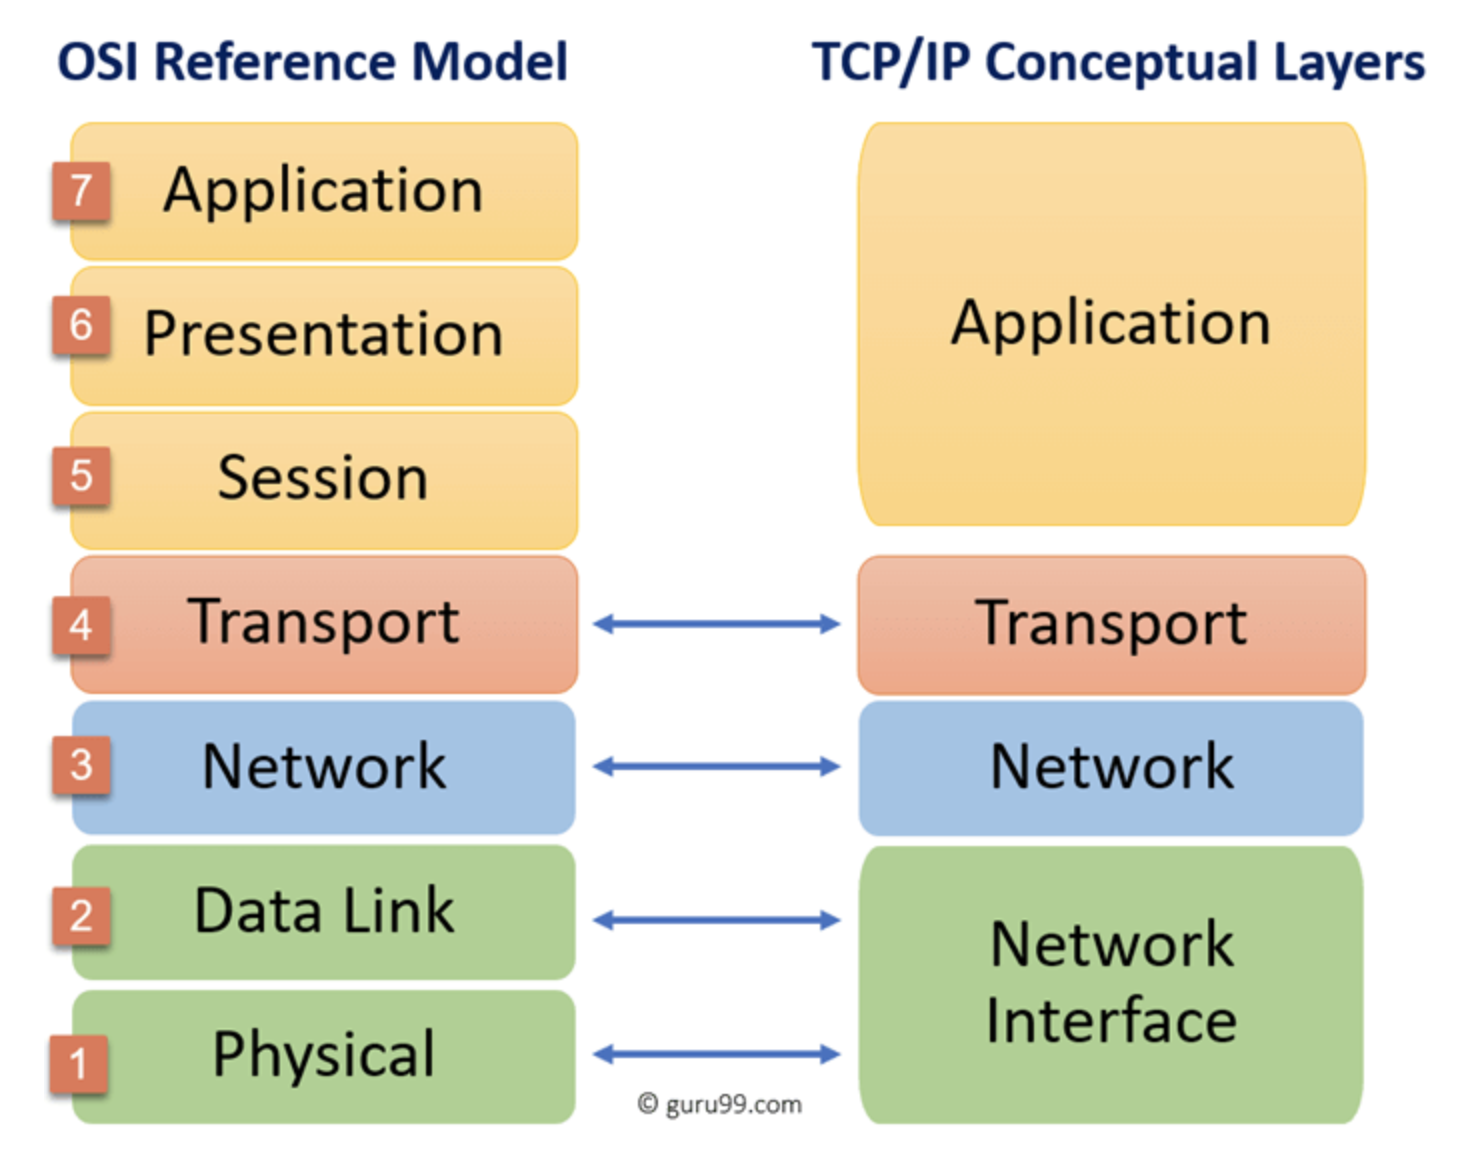 OSI Reference Model
TCP/IP Conceptual Layers
7 Application
6 Presentation
5 Session
4 Transport
3 Network
2 Data Link
1 Physical
Application
Transport
Network
Network
Interface
© guru99.com